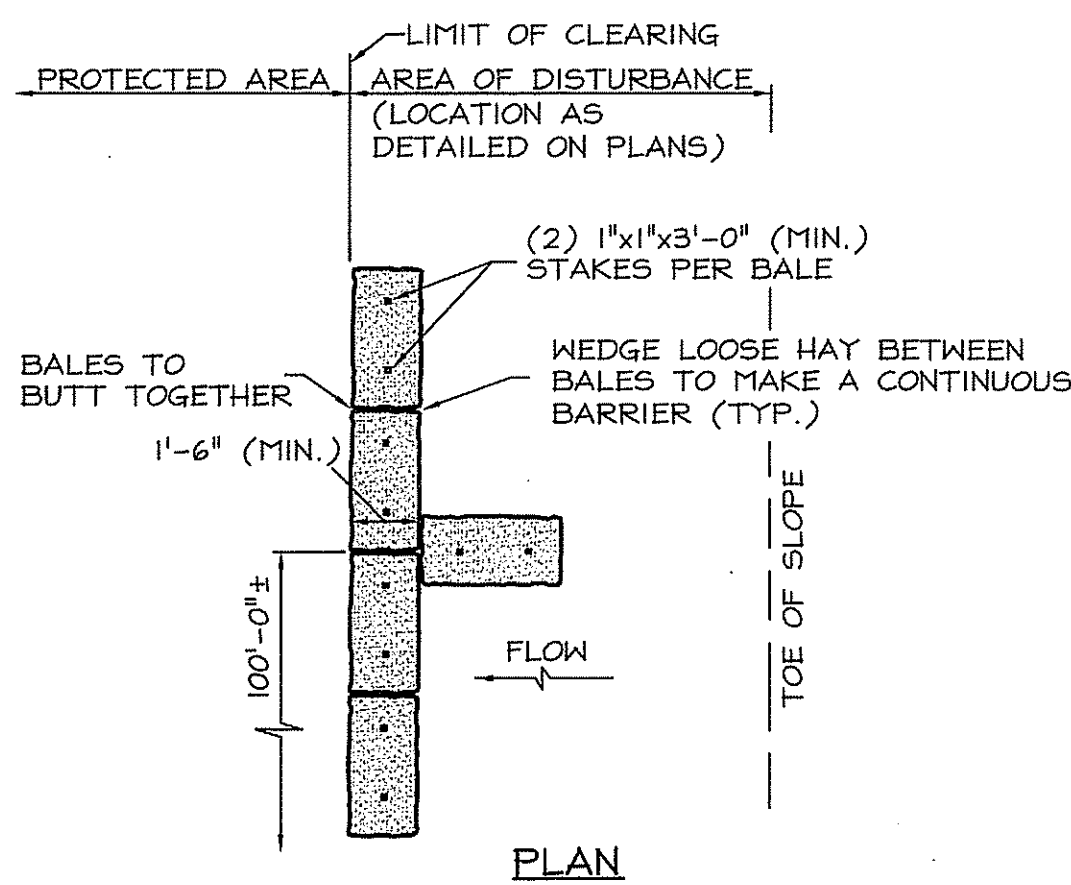 LIMIT OF CLEARING
PROTECTED AREA
AREA OF DISTURBANCE
(LOCATION AS
DETAILED ON PLANS)
(2) 1"x1"x3'-0" (MIN.)
STAKES PER BALE
BALES TO
BUTT TOGETHER
WEDGE LOOSE HAY BETWEEN
BALES TO MAKE A CONTINUOUS
BARRIER (TYP.)
1'-6" (MIN.)
TOE OF SLOPE
100'-0"±
FLOW
PLAN